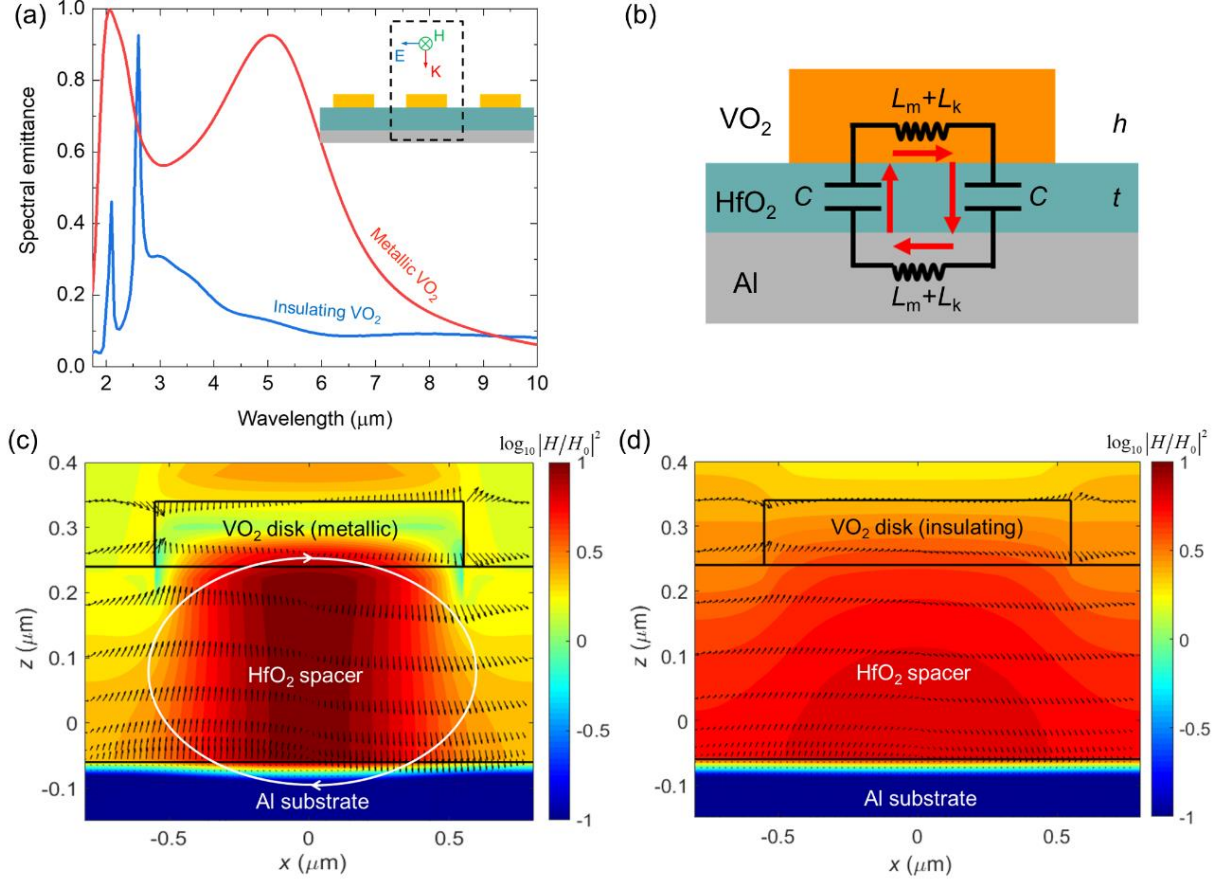 (a)
1.0
0.8
0.6
0.4
0.2
0.0
Spectral emittance
2 3 4 5 6 7 8 9 10
Wavelength (μm)
Metallic VO₂
Insulating VO₂
E
H
K
(b)
VO₂
HfO₂
Al
Lₘ+Lₖ
C
C
Lₘ+Lₖ
h
t
(c)
log₁₀|H/H₀|²
0.4
0.3
0.2
0.1
0
-0.1
z (μm)
VO₂ disk (metallic)
HfO₂ spacer
Al substrate
-0.5 0 0.5
x (μm)
1
0.5
0
-0.5
-1
(d)
log₁₀|H/H₀|²
0.4
0.3
0.2
0.1
0
-0.1
z (μm)
VO₂ disk (insulating)
HfO₂ spacer
Al substrate
-0.5 0 0.5
x (μm)
1
0.5
0
-0.5
-1